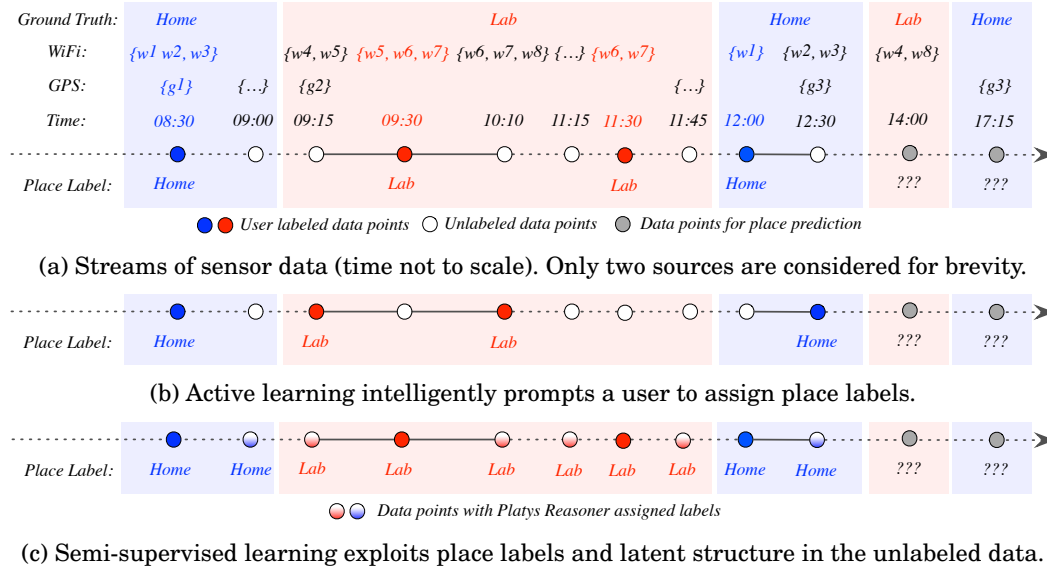 Ground Truth: Home Lab Home Lab Home
WiFi: {w1 w2, w3} {w4, w5} {w5, w6, w7} {w6, w7, w8} {...} {w6, w7} {w1} {w2, w3} {w4, w8}
GPS: {g1} {...} {g2} {...} {g3} {g3}
Time: 08:30 09:00 09:15 09:30 10:10 11:15 11:30 11:45 12:00 12:30 14:00 17:15
Place Label: Home Lab Lab Home ??? ???
User labeled data points Unlabeled data points Data points for place prediction
(a) Streams of sensor data (time not to scale). Only two sources are considered for brevity.
Place Label: Home Lab Lab Home ??? ???
(b) Active learning intelligently prompts a user to assign place labels.
Place Label: Home Home Lab Lab Lab Lab Lab Lab Home Home ??? ???
Data points with Platys Reasoner assigned labels
(c) Semi-supervised learning exploits place labels and latent structure in the unlabeled data.